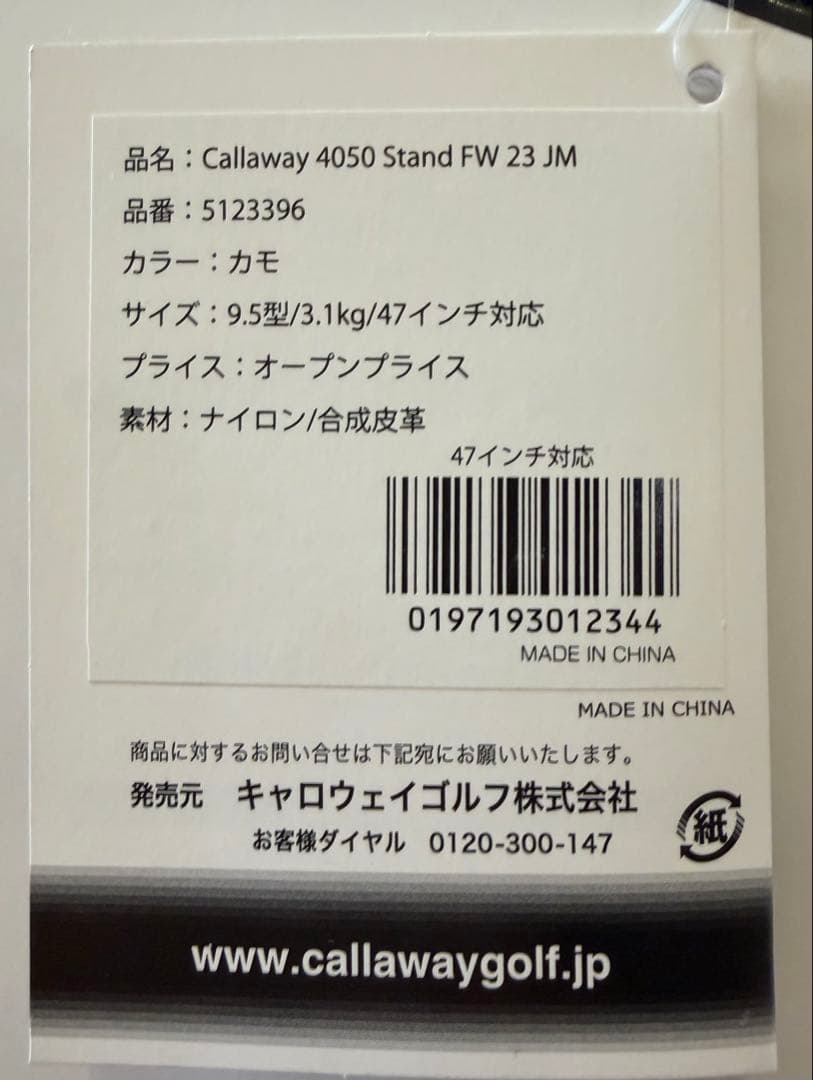 品名：Callaway 4050 Stand FW 23 JM
品番：5123396
カラー：カモ
サイズ：9.5型/3.1kg/47インチ対応
プライス：オープンプライス
素材：ナイロン/合成皮革
47インチ対応
0197193012344
MADE IN CHINA
MADE IN CHINA
商品に対するお問い合せは下記宛にお願いいたします。
発売元 キャロウェイゴルフ株式会社
お客様ダイヤル 0120-300-147
紙
www.callawaygolf.jp